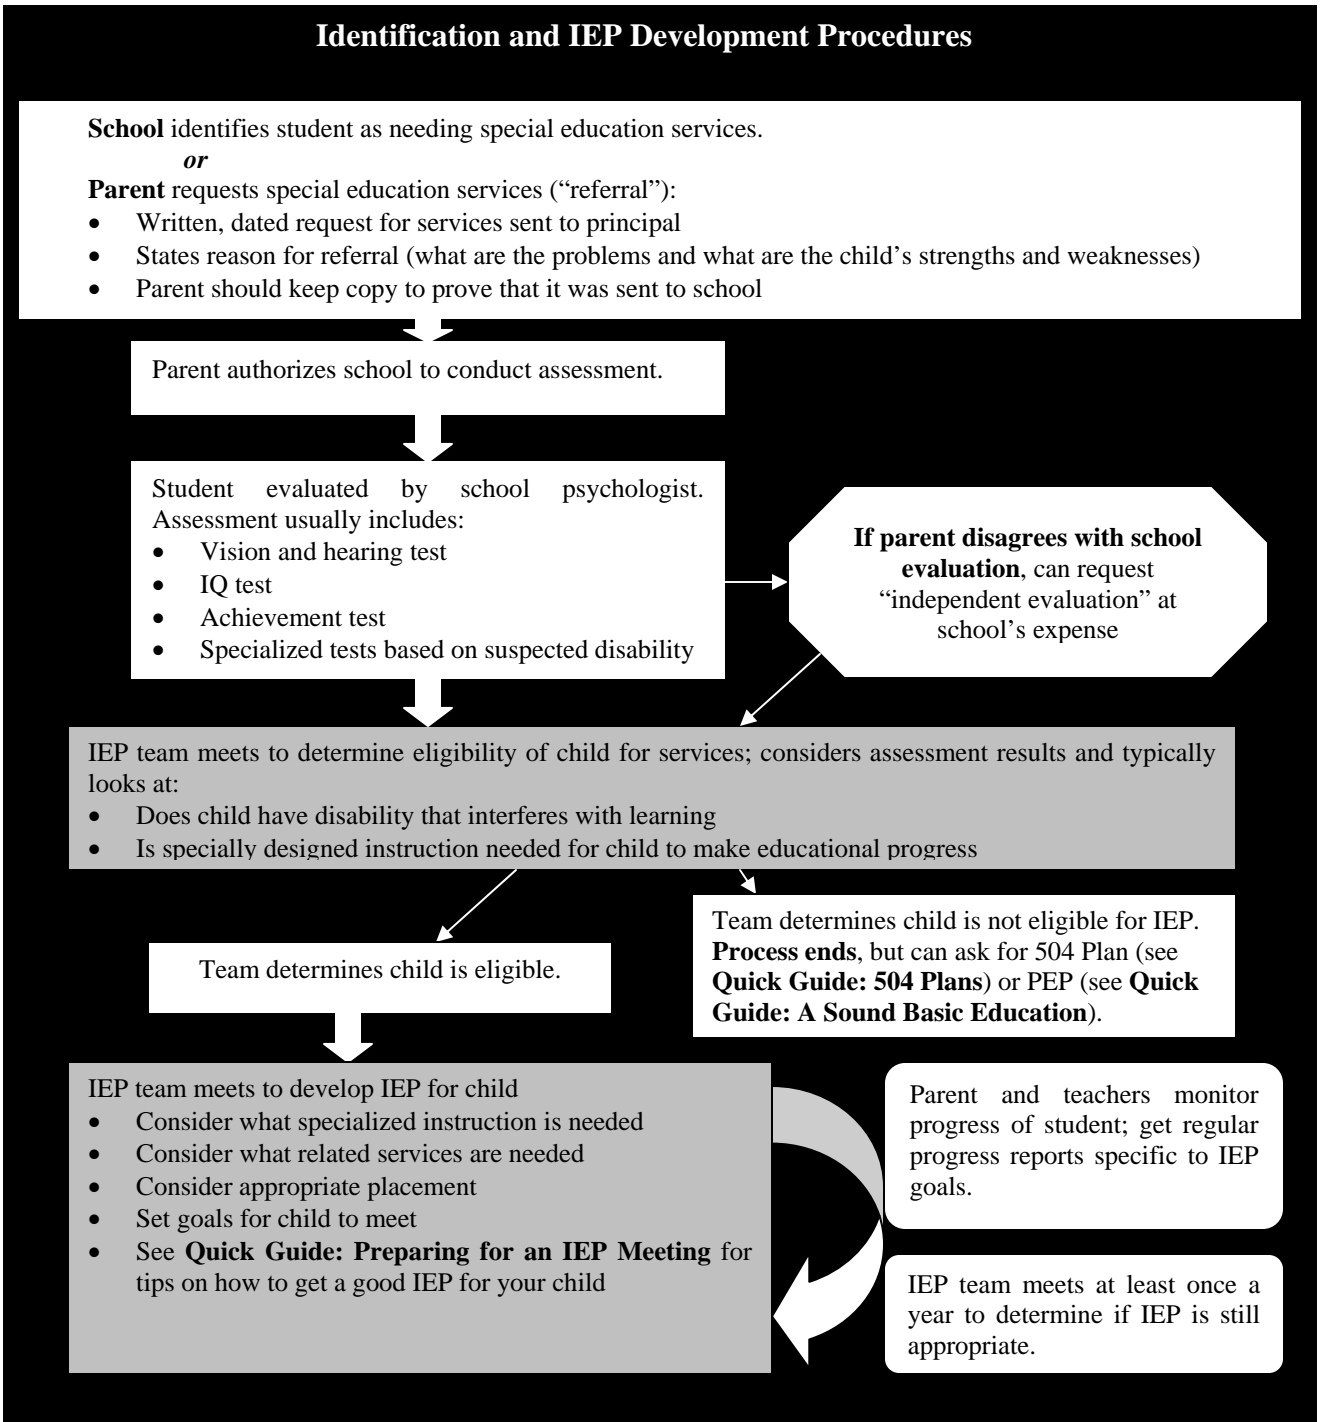 Identification and IEP Development Procedures
School identifies student as needing special education services.
or
Parent requests special education services (“referral”):
• Written, dated request for services sent to principal
• States reason for referral (what are the problems and what are the child’s strengths and weaknesses)
• Parent should keep copy to prove that it was sent to school
Parent authorizes school to conduct assessment.
Student evaluated by school psychologist.
Assessment usually includes:
• Vision and hearing test
• IQ test
• Achievement test
• Specialized tests based on suspected disability
If parent disagrees with school
evaluation, can request
“independent evaluation” at
school’s expense
IEP team meets to determine eligibility of child for services; considers assessment results and typically
looks at:
• Does child have disability that interferes with learning
• Is specially designed instruction needed for child to make educational progress
Team determines child is not eligible for IEP.
Process ends, but can ask for 504 Plan (see
Quick Guide: 504 Plans) or PEP (see Quick
Guide: A Sound Basic Education).
Team determines child is eligible.
IEP team meets to develop IEP for child
• Consider what specialized instruction is needed
• Consider what related services are needed
• Consider appropriate placement
• Set goals for child to meet
• See Quick Guide: Preparing for an IEP Meeting for
tips on how to get a good IEP for your child
Parent and teachers monitor
progress of student; get regular
progress reports specific to IEP
goals.
IEP team meets at least once a
year to determine if IEP is still
appropriate.